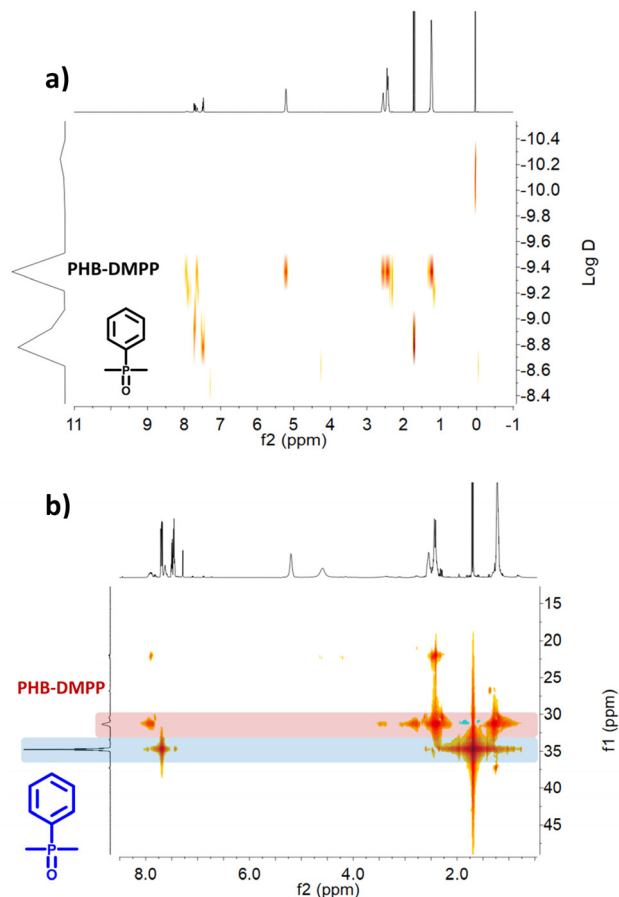 a)
-10.4
-10.2
-10.0
-9.8
-9.6
-9.4
-9.2
-9.0
-8.8
-8.6
-8.4
Log D
PHB-DMPP
P
O
11 10 9 8 7 6 5 4 3 2 1 0 -1
f2 (ppm)
b)
15
20
25
30
35
40
45
f1 (ppm)
PHB-DMPP
P
O
8.0 6.0 4.0 2.0
f2 (ppm)